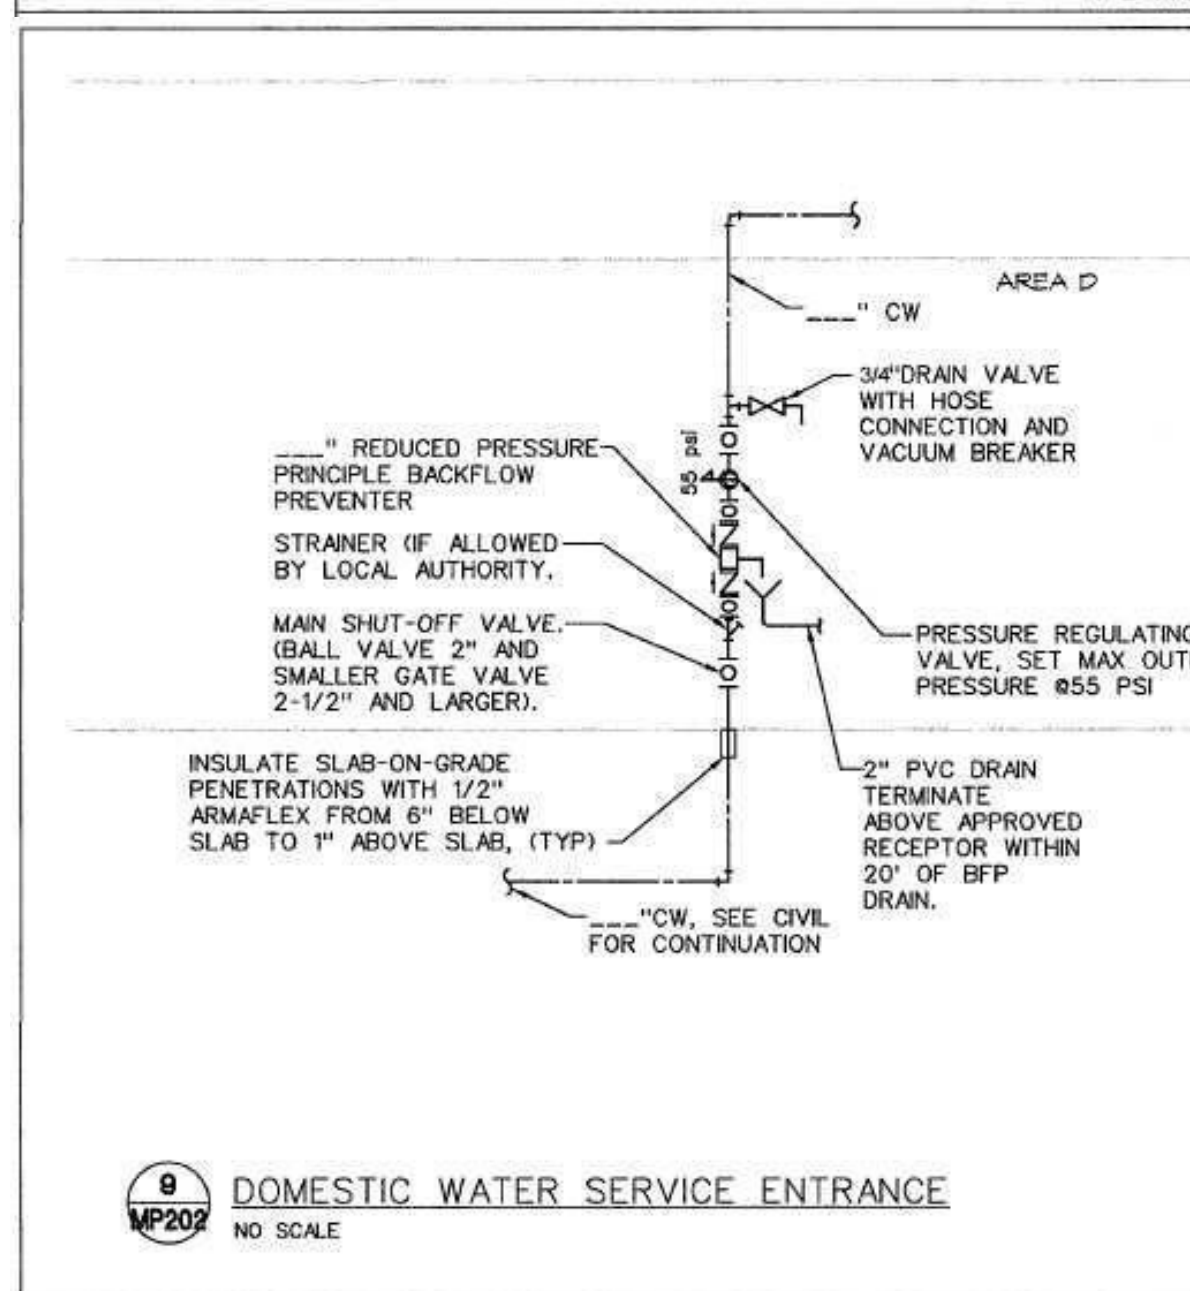 AREA D
___" CW
3/4"DRAIN VALVE
WITH HOSE
CONNECTION AND
VACUUM BREAKER
55 psi
___" REDUCED PRESSURE
PRINCIPLE BACKFLOW
PREVENTER
STRAINER (IF ALLOWED
BY LOCAL AUTHORITY.
MAIN SHUT-OFF VALVE.
(BALL VALVE 2" AND
SMALLER GATE VALVE
2-1/2" AND LARGER).
PRESSURE REGULATING
VALVE, SET MAX OUT
PRESSURE @55 PSI
INSULATE SLAB-ON-GRADE
PENETRATIONS WITH 1/2"
ARMAFLEX FROM 6" BELOW
SLAB TO 1" ABOVE SLAB, (TYP)
2" PVC DRAIN
TERMINATE
ABOVE APPROVED
RECEPTOR WITHIN
20' OF BFP
DRAIN.
___"CW, SEE CIVIL
FOR CONTINUATION
9
MP202
DOMESTIC WATER SERVICE ENTRANCE
NO SCALE